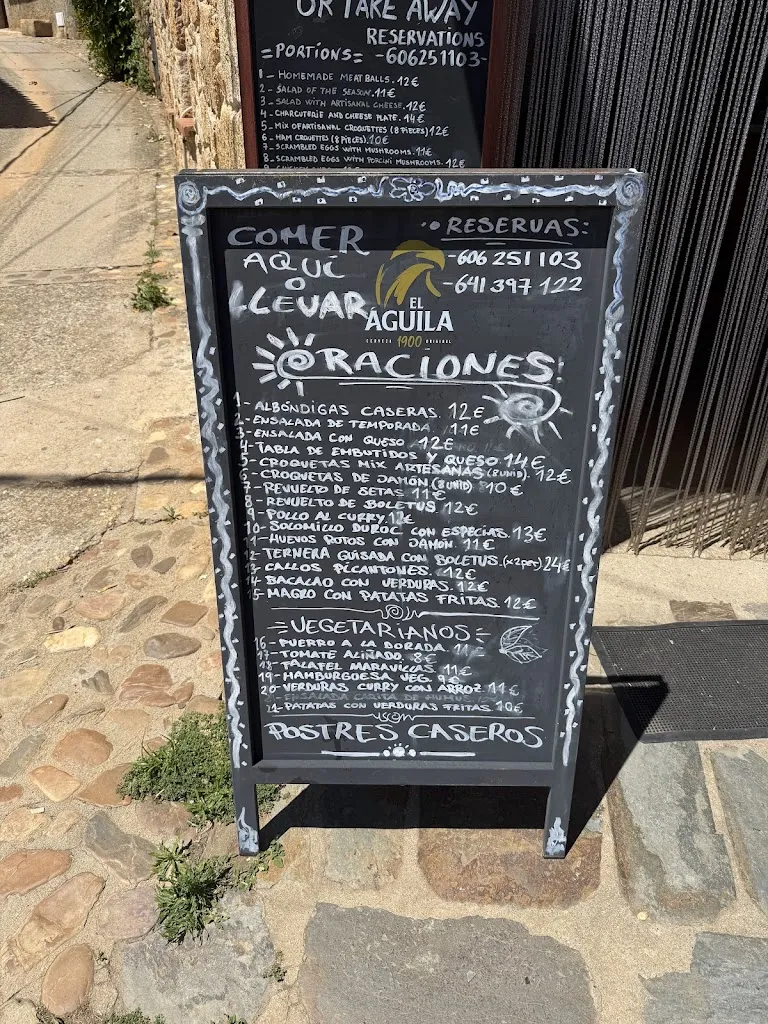 OR TAKE AWAY
RESERVATIONS
=PORTIONS= -606251103-
1 - HOMEMADE MEAT BALLS. 12€
2 - SALAD OF THE SEASON. 11€
3 - SALAD WITH ARTISANAL CHEESE. 12€
4 - CHARCUTERIE AND CHEESE PLATE. 14€
5 - MIX OF ARTISANAL CROQUETTES (8 PIECES) 12€
6 - HAM CROQUETTES (8 PIECES). 10€
7 - SCRAMBLED EGGS WITH MUSHROOMS. 11€
8 - SCRAMBLED EGGS WITH PORCINI MUSHROOMS. 12€
COMER
AQUÍ
O
LLEVAR
RESERVAS:
-606 251103
-641 397 122
EL
ÁGUILA
CERVEZA 1900 ORIGINAL
ORACIONES!
1 - ALBÓNDIGAS CASERAS. 12€
2 - ENSALADA DE TEMPORADA. 11€
3 - ENSALADA CON QUESO 12€
4 - TABLA DE EMBUTIDOS Y QUESO. 14€
5 - CROQUETAS MIX ARTESANAS (8 UNID). 12€
6 - CROQUETAS DE JAMÓN (8 UNID) 10€
7 - REVUELTO DE SETAS 11€
8 - REVUELTO DE BOLETUS 12€
9 - POLLO AL CURRY. 12€
10 - SOLOMILLO DUROC CON ESPECIAS. 13€
11 - HUEVOS ROTOS CON JAMÓN. 11€
12 - TERNERA GUISADA CON BOLETUS. (x2 per) 24€
13 - CALLOS PICANTONES. 12€
14 - BACALAO CON VERDURAS. 12€
15 - MAGRO CON PATATAS FRITAS. 12€
=VEGETARIANOS=
16 - PUERRO A LA DORADA. 11€
17 - TOMATE ALIÑADO. 8€
18 - FALAFEL MARAVILLAS. 11€
19 - HAMBURGUESA VEG. 9€
20 - VERDURAS CURRY CON ARROZ. 11€
21 - PATATAS CON VERDURAS FRITAS 10€
POSTRES CASEROS